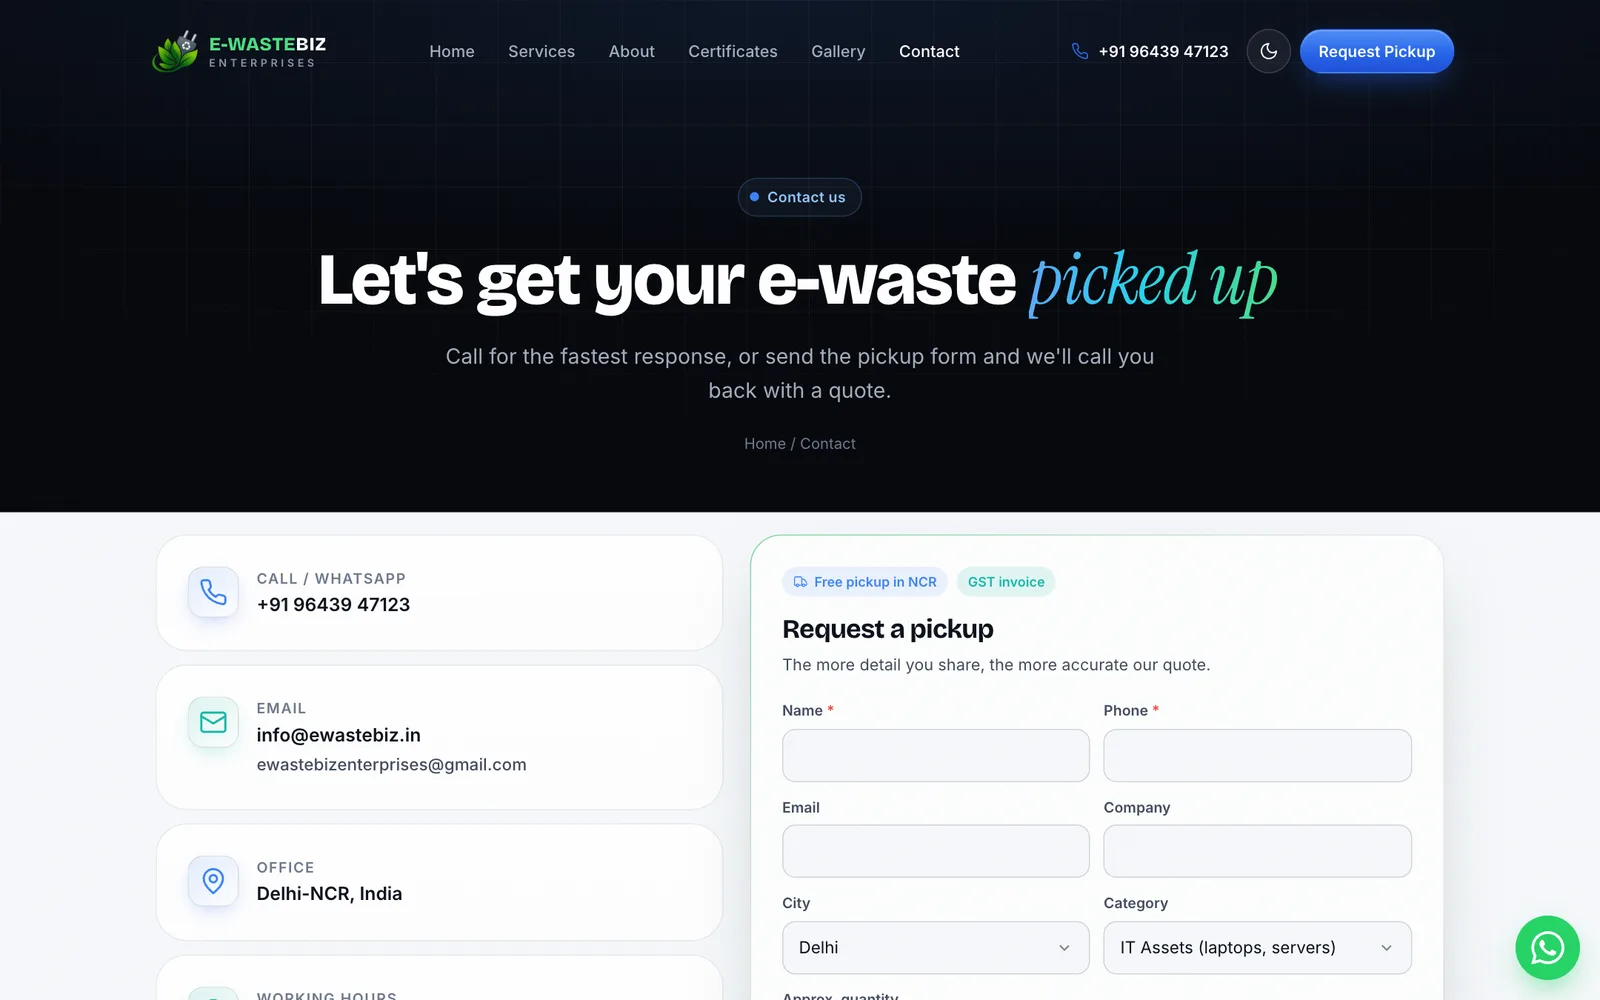 E-WASTEBIZ
ENTERPRISES
Home
Services
About
Certificates
Gallery
Contact
+91 96439 47123
Request Pickup
Contact us
Let's get your e-waste picked up
Call for the fastest response, or send the pickup form and we'll call you
back with a quote.
Home / Contact
CALL / WHATSAPP
+91 96439 47123
EMAIL
info@ewastebiz.in
ewastebizenterprises@gmail.com
OFFICE
Delhi-NCR, India
WORKING HOURS
Free pickup in NCR
GST invoice
Request a pickup
The more detail you share, the more accurate our quote.
Name *
Phone *
Email
Company
City
Category
Delhi
IT Assets (laptops, servers)
Approx. quantity